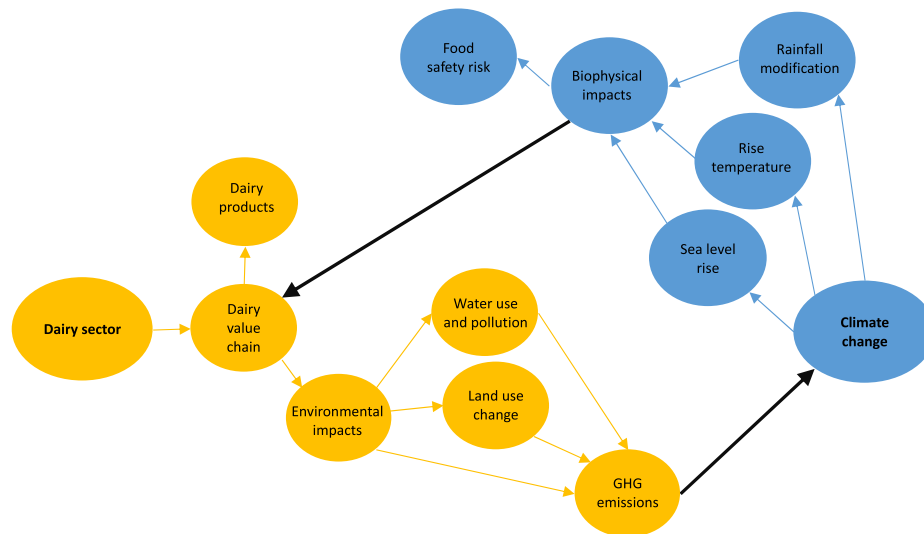 Food
safety risk
Biophysical
impacts
Rainfall
modification
Rise
temperature
Dairy
products
Sea level
rise
Dairy sector
Dairy
value
chain
Water use
and pollution
Climate
change
Environmental
impacts
Land use
change
GHG
emissions